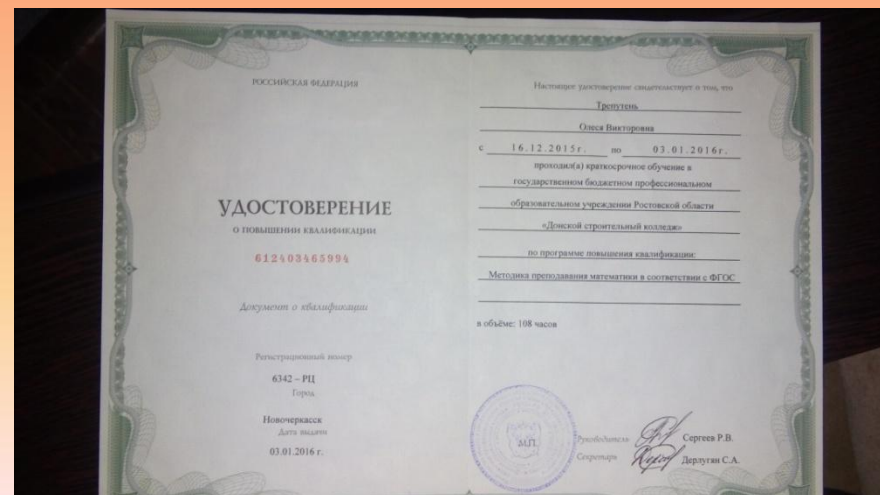 РОССИЙСКАЯ ФЕДЕРАЦИЯ
УДОСТОВЕРЕНИЕ
О ПОВЫШЕНИИ КВАЛИФИКАЦИИ
612403465994
Документ о квалификации
Регистрационный номер
6342 – РЦ
Город
Новочеркасск
Дата выдачи
03.01.2016 г.
Настоящее удостоверение свидетельствует о том, что
Трепутень
Олеся Викторовна
с 16.12.2015г. по 03.01.2016г.
проходил(а) краткосрочное обучение в
государственном бюджетном профессиональном
образовательном учреждении Ростовской области
«Донской строительный колледж»
по программе повышения квалификации:
Методика преподавания математики в соответствии с ФГОС
в объёме: 108 часов
М.П.
Руководитель Сергеев Р.В.
Секретарь Дерлугян С.А.